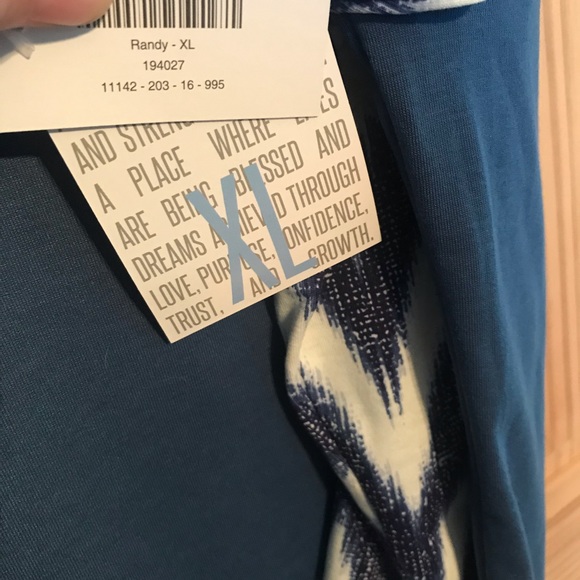 Randy - XL
194027
11142 - 203 - 16 - 995
AND
A PLACE WHERE
ARE BEING BLESSED AND
DREAMS THROUGH
LOVE, PURPOSE, CONFIDENCE,
TRUST, AND GROWTH.
XL